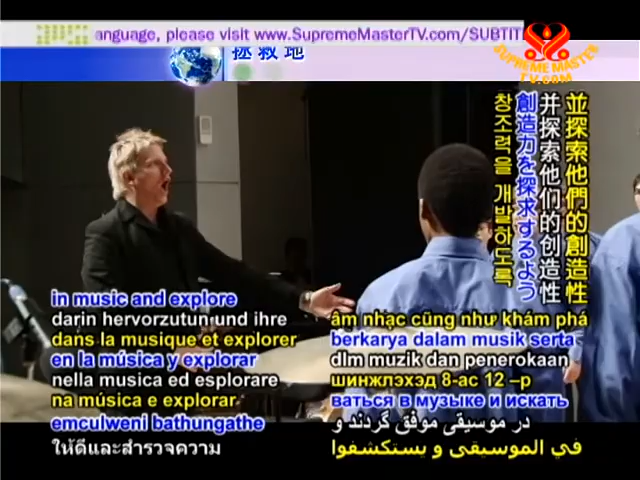 anguage, please visit www.SupremeMasterTV.com/SUBTIT
SUPREME MASTER
TV.COM
拯救地
並探索他們的創造性
并探索他们的创造性
創造力を探求するよう
창조력을 개발하도록
in music and explore
darin hervorzutun und ihre
dans la musique et explorer
en la música y explorar
nella musica ed esplorare
na música e explorar
emculweni bathungathe
ให้ดีและสำรวจความ
âm nhạc cũng như khám phá
berkarya dalam musik serta
dlm muzik dan penerokaan
шинжлэхэд 8-ас 12 –р
ваться в музыке и искать
در موسیقی موفق گردند و
في الموسيقى و يستكشفوا